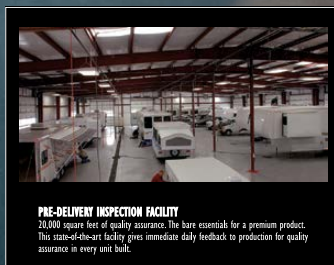 PRE-DELIVERY INSPECTION FACILITY
20,000 square feet of quality assurance. The bare essentials for a premium product.
This state-of-the-art facility gives immediate daily feedback to production for quality
assurance in every unit built.